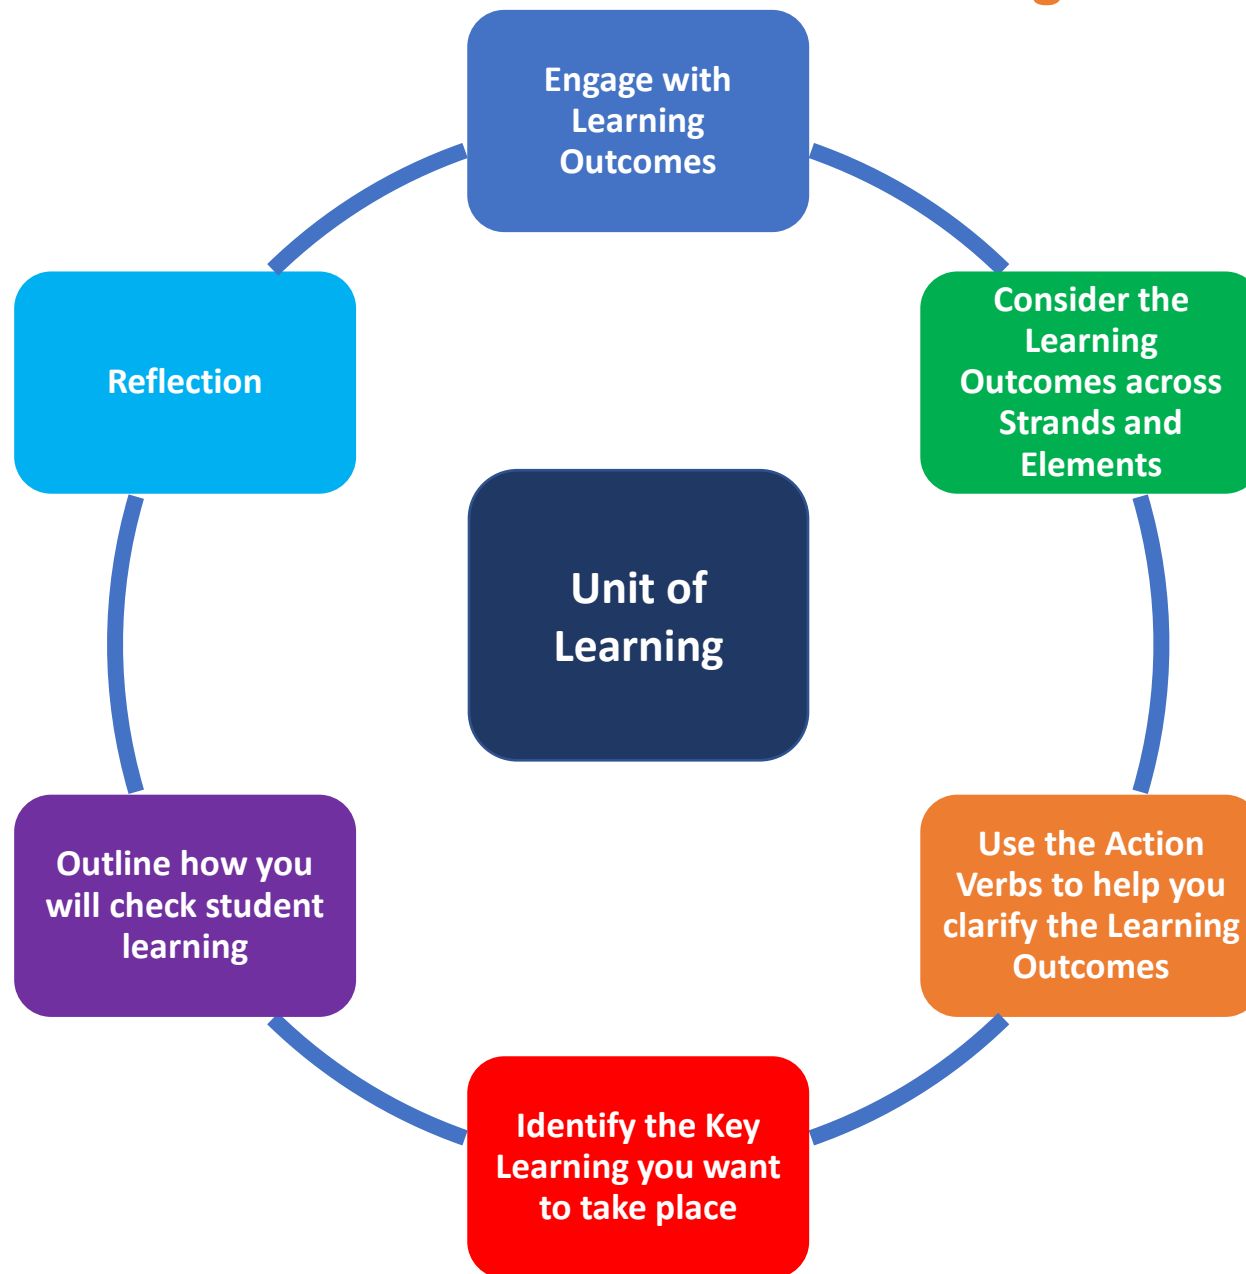 Engage with
Learning
Outcomes
Consider the
Learning
Outcomes across
Strands and
Elements
Use the Action
Verbs to help you
clarify the Learning
Outcomes
Identify the Key
Learning you want
to take place
Outline how you
will check student
learning
Reflection
Unit of
Learning